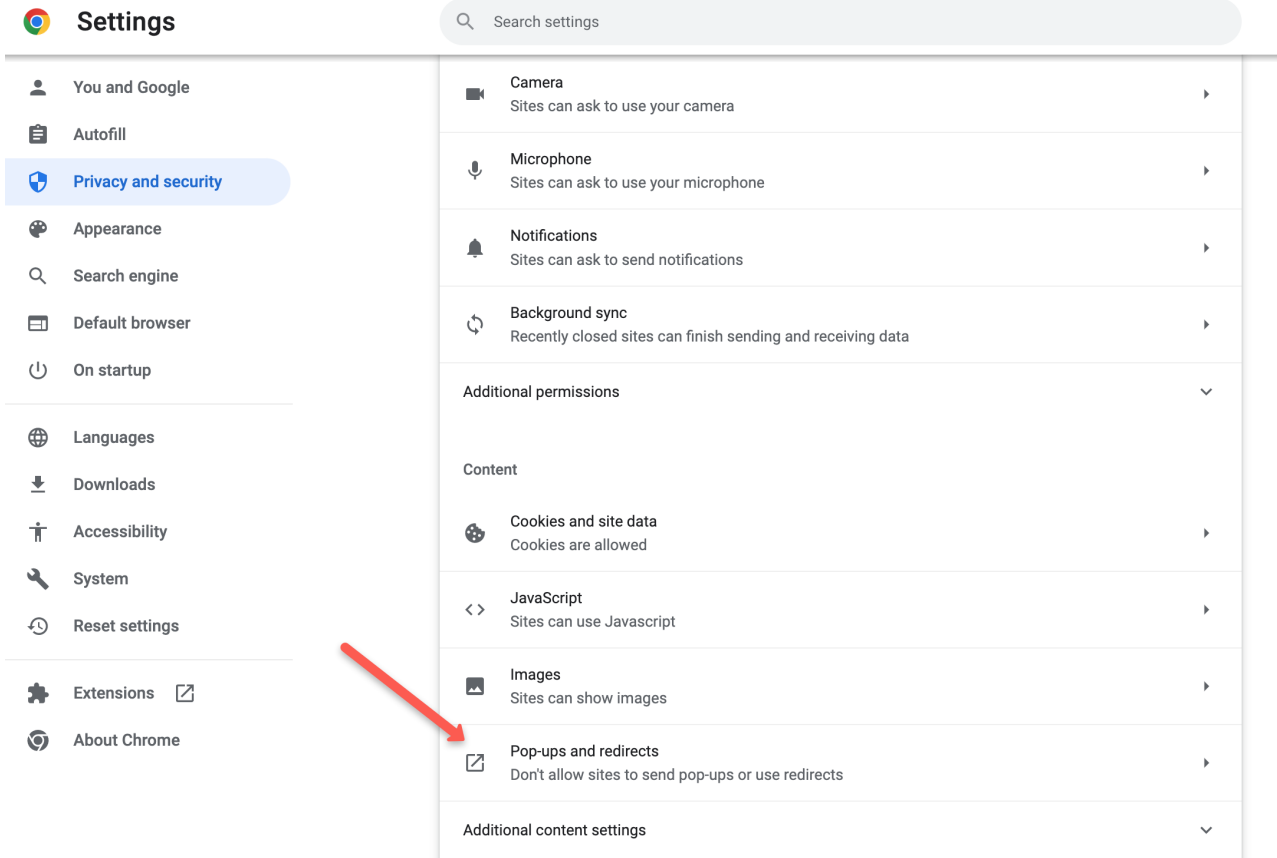 Settings
Search settings
You and Google
Autofill
Privacy and security
Appearance
Search engine
Default browser
On startup
Languages
Downloads
Accessibility
System
Reset settings
Extensions
About Chrome
Camera
Sites can ask to use your camera
Microphone
Sites can ask to use your microphone
Notifications
Sites can ask to send notifications
Background sync
Recently closed sites can finish sending and receiving data
Additional permissions
Content
Cookies and site data
Cookies are allowed
JavaScript
Sites can use Javascript
Images
Sites can show images
Pop-ups and redirects
Don't allow sites to send pop-ups or use redirects
Additional content settings